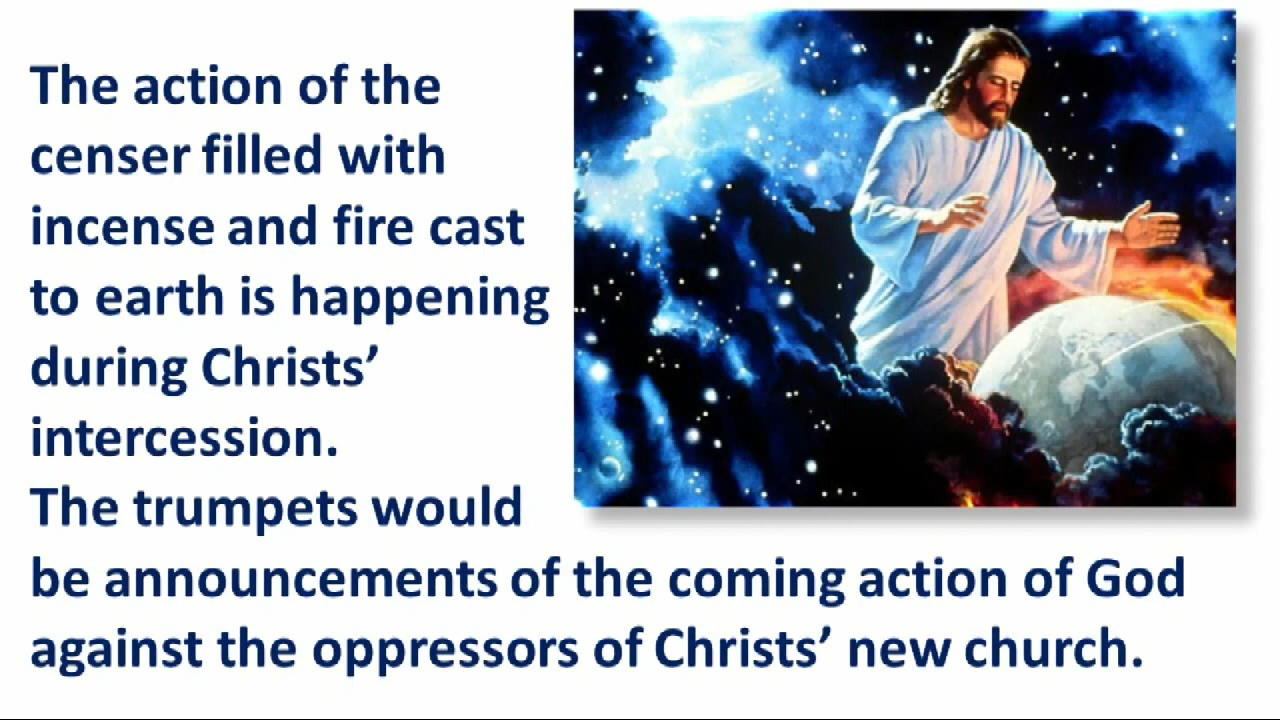 The action of the
censer filled with
incense and fire cast
to earth is happening
during Christs’
intercession.
The trumpets would
be announcements of the coming action of God
against the oppressors of Christs’ new church.